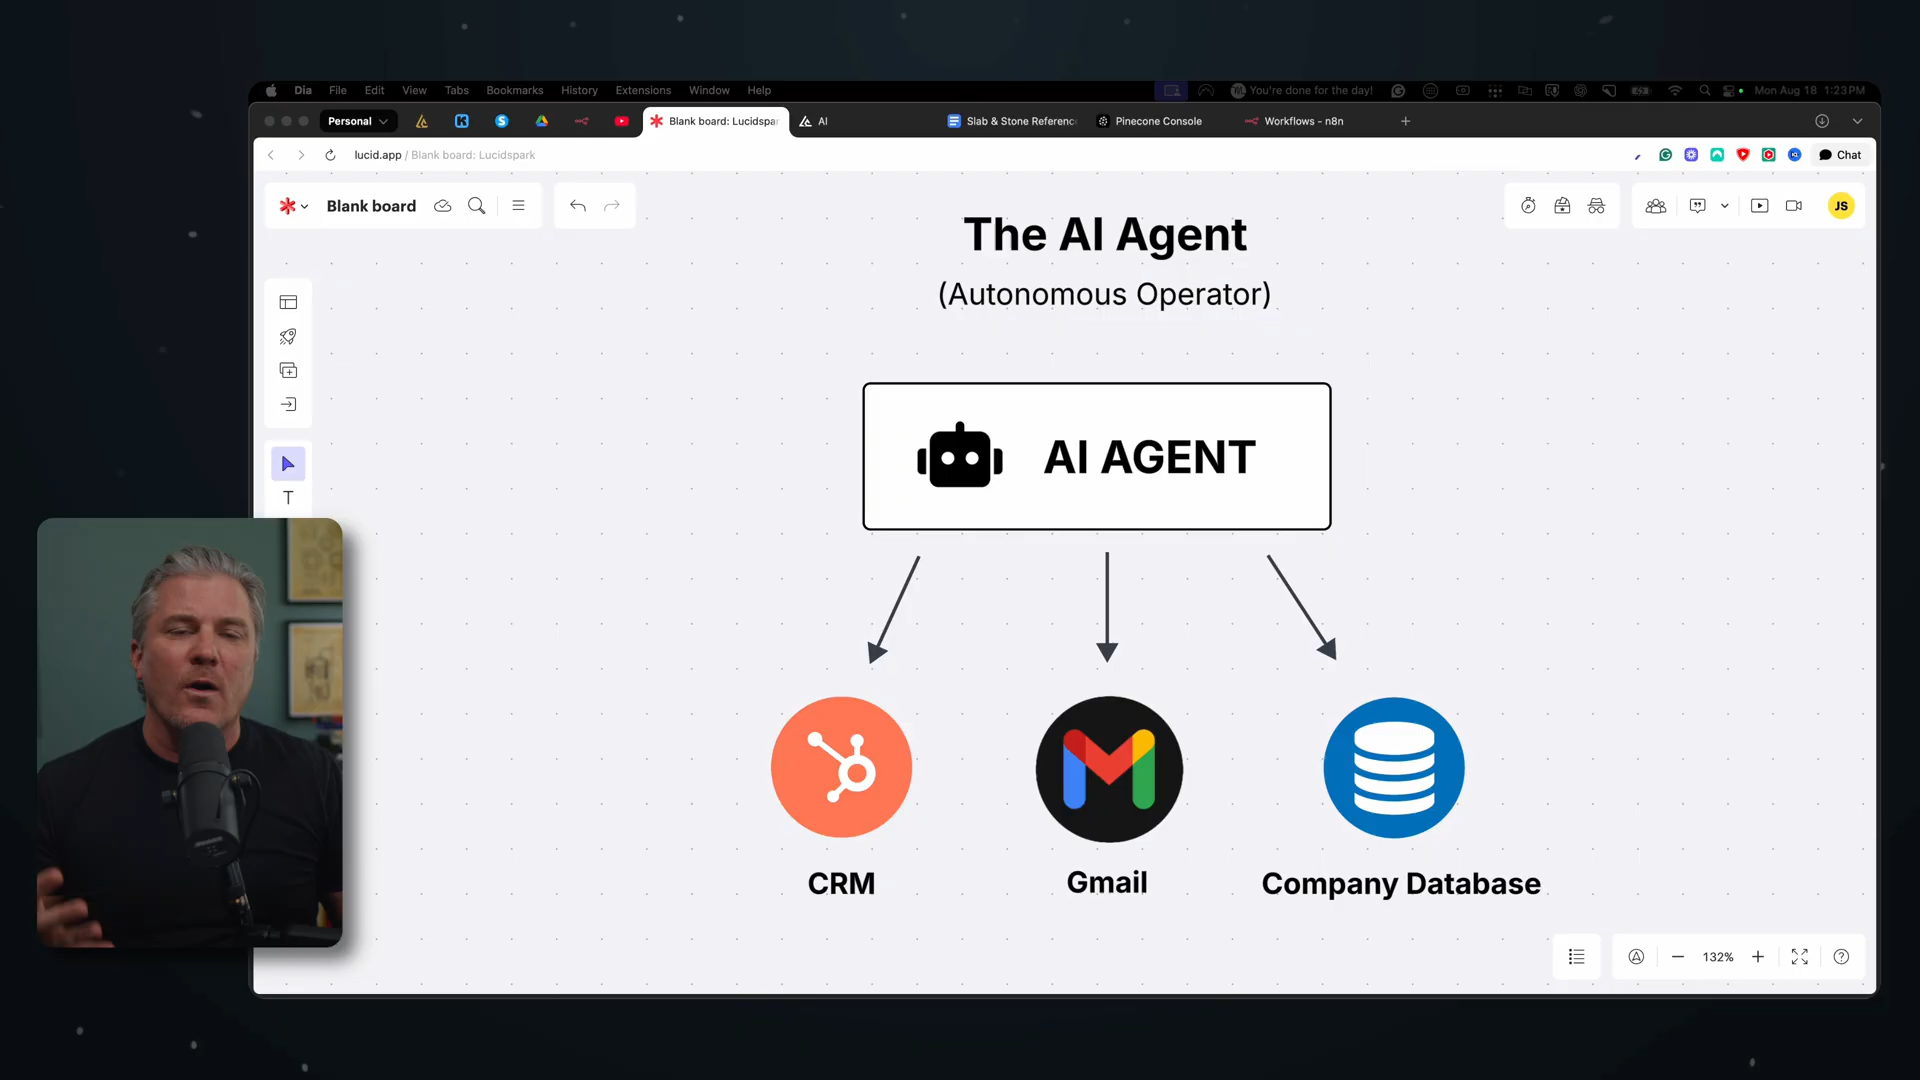 Dia File Edit View Tabs Bookmarks History Extensions Window Help You're done for the day! Mon Aug 18 1:23 PM
Personal Blank board: Lucidspar AI Slab & Stone Referenc Pinecone Console Workflows - n8n
lucid.app / Blank board: Lucidspark Chat
Blank board JS
The AI Agent
(Autonomous Operator)
AI AGENT
T
CRM Gmail Company Database
132%